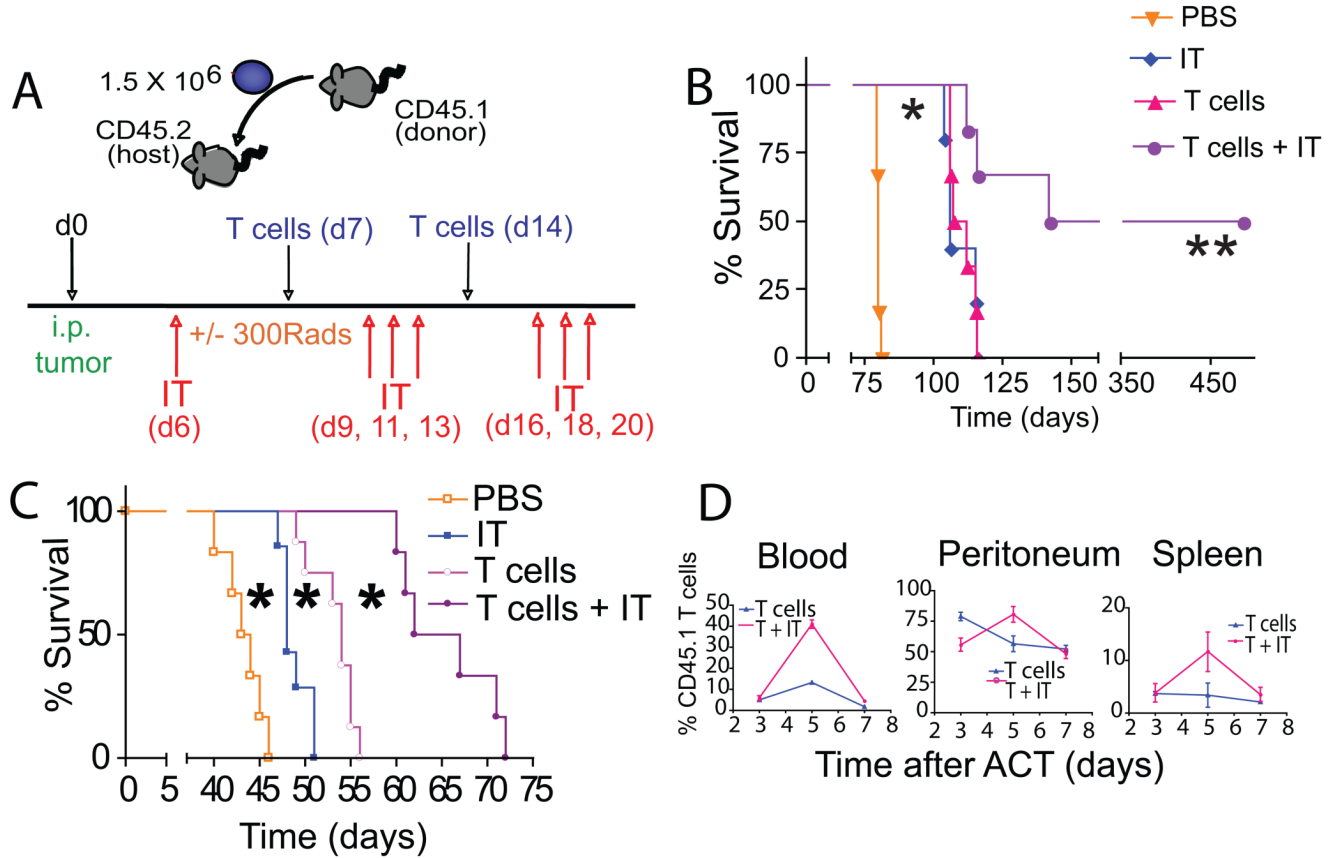 A
1.5 X 10⁶
CD45.1
(donor)
CD45.2
(host)
d0
T cells (d7)
T cells (d14)
i.p.
tumor
+/- 300Rads
IT
(d6)
IT
(d9, 11, 13)
IT
(d16, 18, 20)
B
PBS
IT
T cells
T cells + IT
% Survival
100
75
50
25
0
*
**
0 75 100 125 150 350 450
Time (days)
C
PBS
IT
T cells
T cells + IT
% Survival
100
50
0
* * *
0 5 40 45 50 55 60 65 70 75
Time (days)
D
Blood
Peritoneum
Spleen
% CD45.1 T cells
50
40
30
20
10
0
T cells
T + IT
2 3 4 5 6 7 8
100
75
50
25
0
T cells
T + IT
2 3 4 5 6 7 8
20
10
0
T cells
T + IT
2 3 4 5 6 7 8
Time after ACT (days)